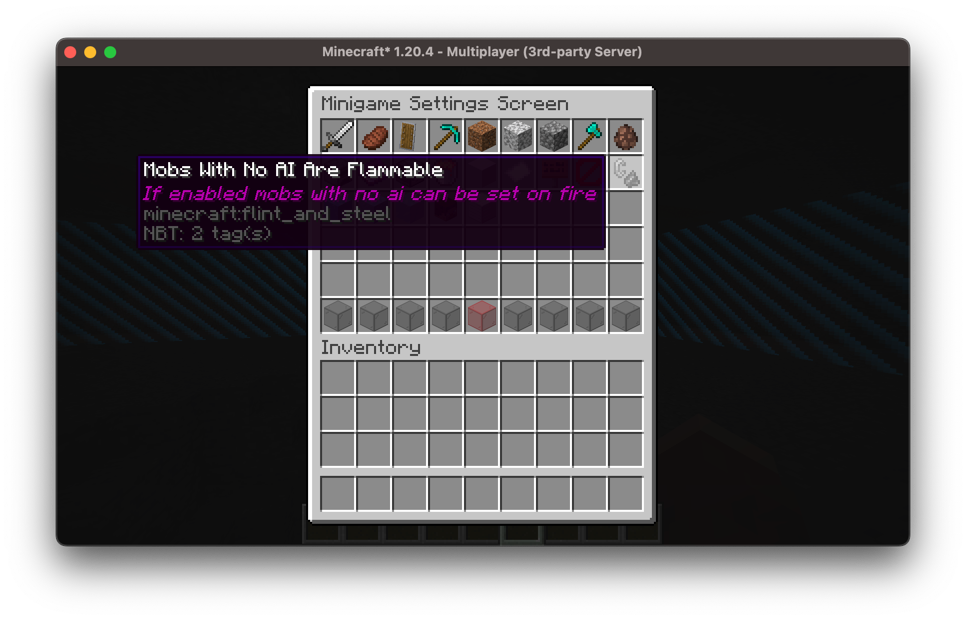 Minecraft* 1.20.4 - Multiplayer (3rd-party Server)
Minigame Settings Screen
Mobs With No AI Are Flammable
If enabled mobs with no ai can be set on fire
minecraft:flint_and_steel
NBT: 2 tag(s)
Inventory